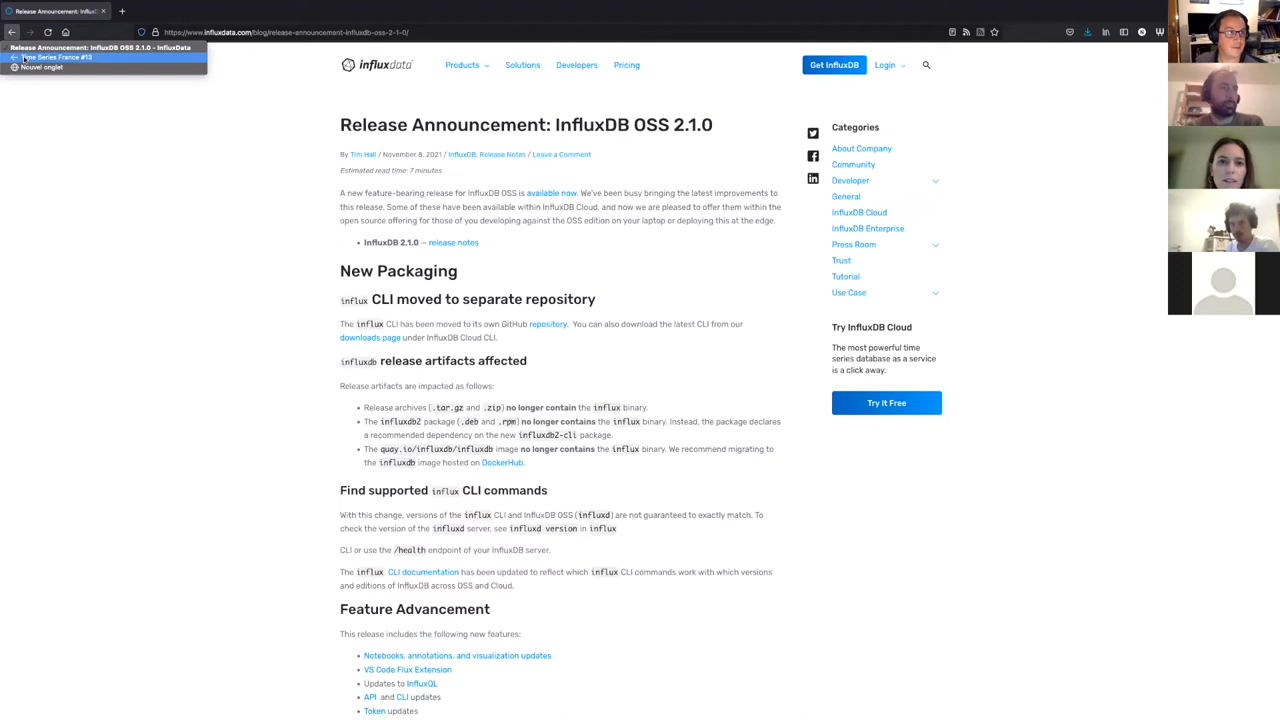 Release Announcement: InfluxD
https://www.influxdata.com/blog/release-announcement-influxdb-oss-2-1-0/
Release Announcement: InfluxDB OSS 2.1.0 - InfluxData
Time Series France #13
Nouvel onglet
influxdata
Products
Solutions
Developers
Pricing
Get InfluxDB
Login
Release Announcement: InfluxDB OSS 2.1.0
By Tim Hall / November 8, 2021 / InfluxDB, Release Notes / Leave a Comment
Estimated read time: 7 minutes
A new feature-bearing release for InfluxDB OSS is available now. We've been busy bringing the latest improvements to
this release. Some of these have been available within InfluxDB Cloud, and now we are pleased to offer them within the
open source offering for those of you developing against the OSS edition on your laptop or deploying this at the edge.
• InfluxDB 2.1.0 – release notes
New Packaging
influx CLI moved to separate repository
The influx CLI has been moved to its own GitHub repository. You can also download the latest CLI from our
downloads page under InfluxDB Cloud CLI.
influxdb release artifacts affected
Release artifacts are impacted as follows:
• Release archives (.tar.gz and .zip) no longer contain the influx binary.
• The influxdb2 package (.deb and .rpm) no longer contains the influx binary. Instead, the package declares
a recommended dependency on the new influxdb2-cli package.
• The quay.io/influxdb/influxdb image no longer contains the influx binary. We recommend migrating to
the influxdb image hosted on DockerHub.
Find supported influx CLI commands
With this change, versions of the influx CLI and InfluxDB OSS (influxd) are not guaranteed to exactly match. To
check the version of the influxd server, see influxd version in influx
CLI or use the /health endpoint of your InfluxDB server.
The influx CLI documentation has been updated to reflect which influx CLI commands work with which versions
and editions of InfluxDB across OSS and Cloud.
Feature Advancement
This release includes the following new features:
• Notebooks, annotations, and visualization updates
• VS Code Flux Extension
• Updates to InfluxQL
• API and CLI updates
• Token updates
Categories
About Company
Community
Developer
General
InfluxDB Cloud
InfluxDB Enterprise
Press Room
Trust
Tutorial
Use Case
Try InfluxDB Cloud
The most powerful time
series database as a service
is a click away.
Try It Free